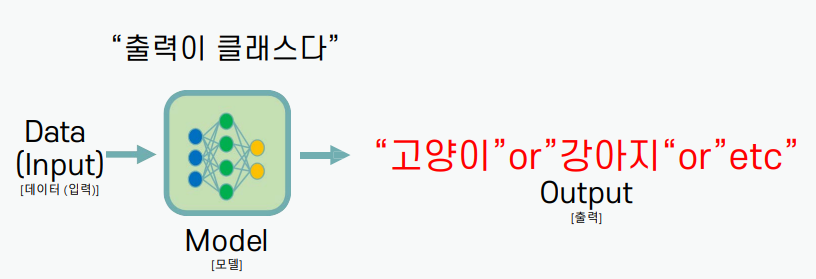 “출력이 클래스다”
Data
(Input)
[데이터 (입력)]
Model
[모델]
“고양이”or”강아지“or”etc”
Output
[출력]